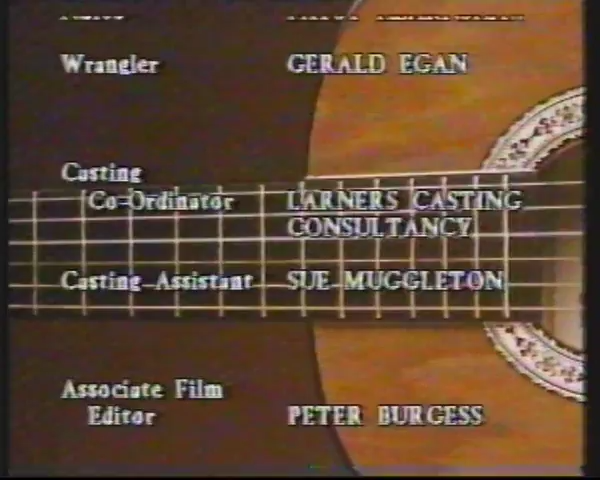 Wrangler GERALD EGAN
Casting
Co-Ordinator LARNERS CASTING
CONSULTANCY
Casting Assistant SUE MUGGLETON
Associate Film
Editor PETER BURGESS